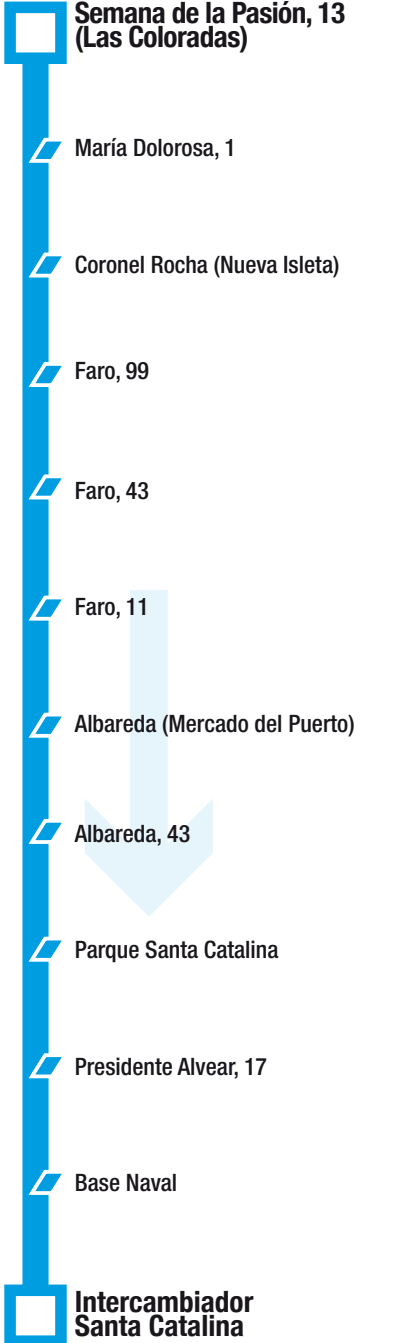 Semana de la Pasión, 13
(Las Coloradas)
María Dolorosa, 1
Coronel Rocha (Nueva Isleta)
Faro, 99
Faro, 43
Faro, 11
Albareda (Mercado del Puerto)
Albareda, 43
Parque Santa Catalina
Presidente Alvear, 17
Base Naval
Intercambiador
Santa Catalina